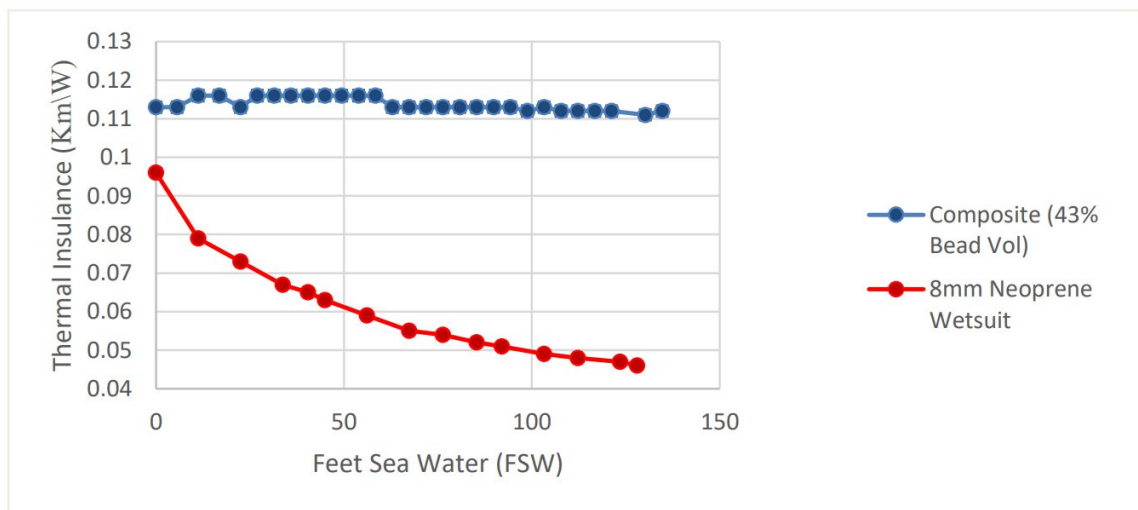 0.13
0.12
0.11
0.1
0.09
0.08
0.07
0.06
0.05
0.04
Thermal Insulance (Km\W)
0 50 100 150
Feet Sea Water (FSW)
Composite (43%
Bead Vol)
8mm Neoprene
Wetsuit